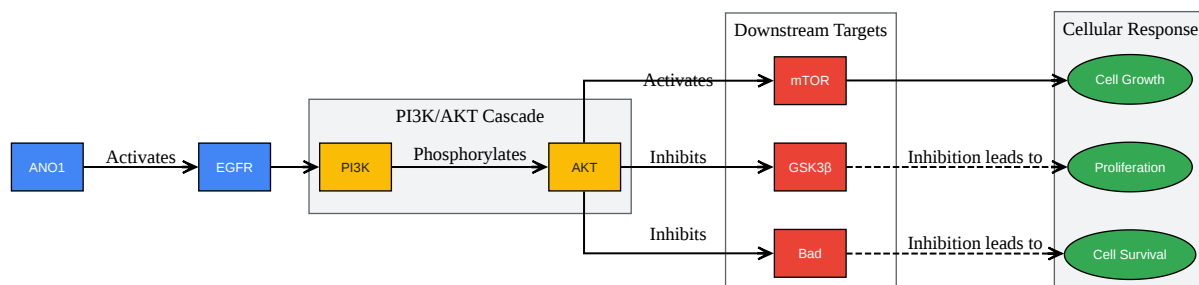 Downstream Targets
Cellular Response
Activates
mTOR
Cell Growth
PI3K/AKT Cascade
ANO1
Activates
EGFR
PI3K
Phosphorylates
AKT
Inhibits
GSK3β
Inhibition leads to
Proliferation
Inhibits
Bad
Inhibition leads to
Cell Survival